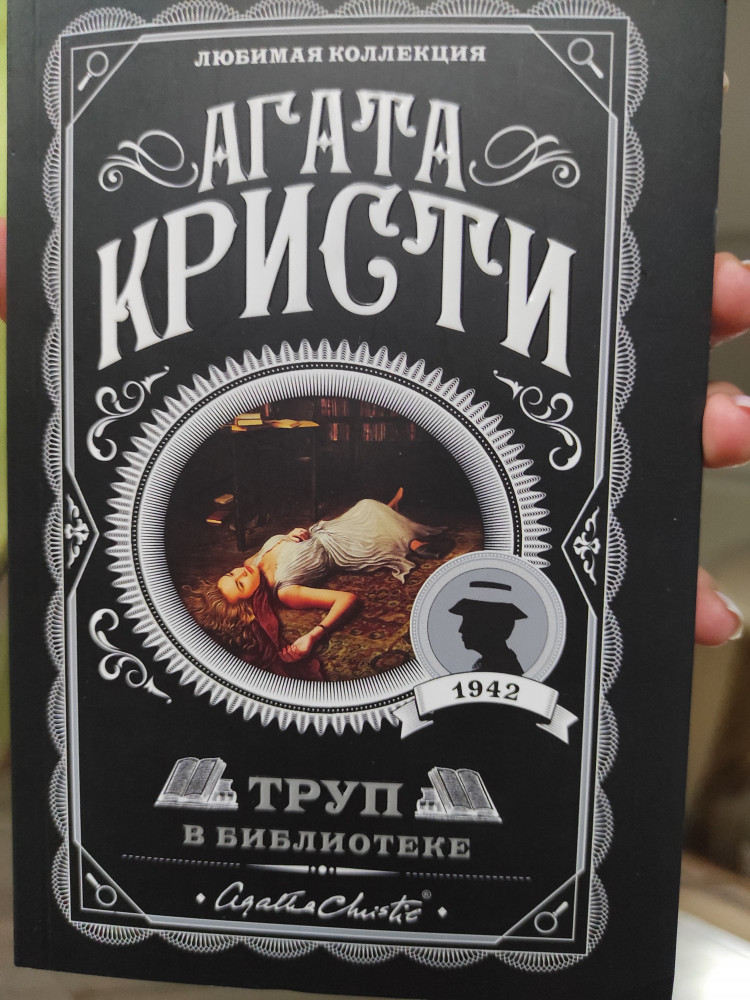 ЛЮБИМАЯ КОЛЛЕКЦИЯ
АГАТА
КРИСТИ
1942
ТРУП
В БИБЛИОТЕКЕ
Agatha Christie®